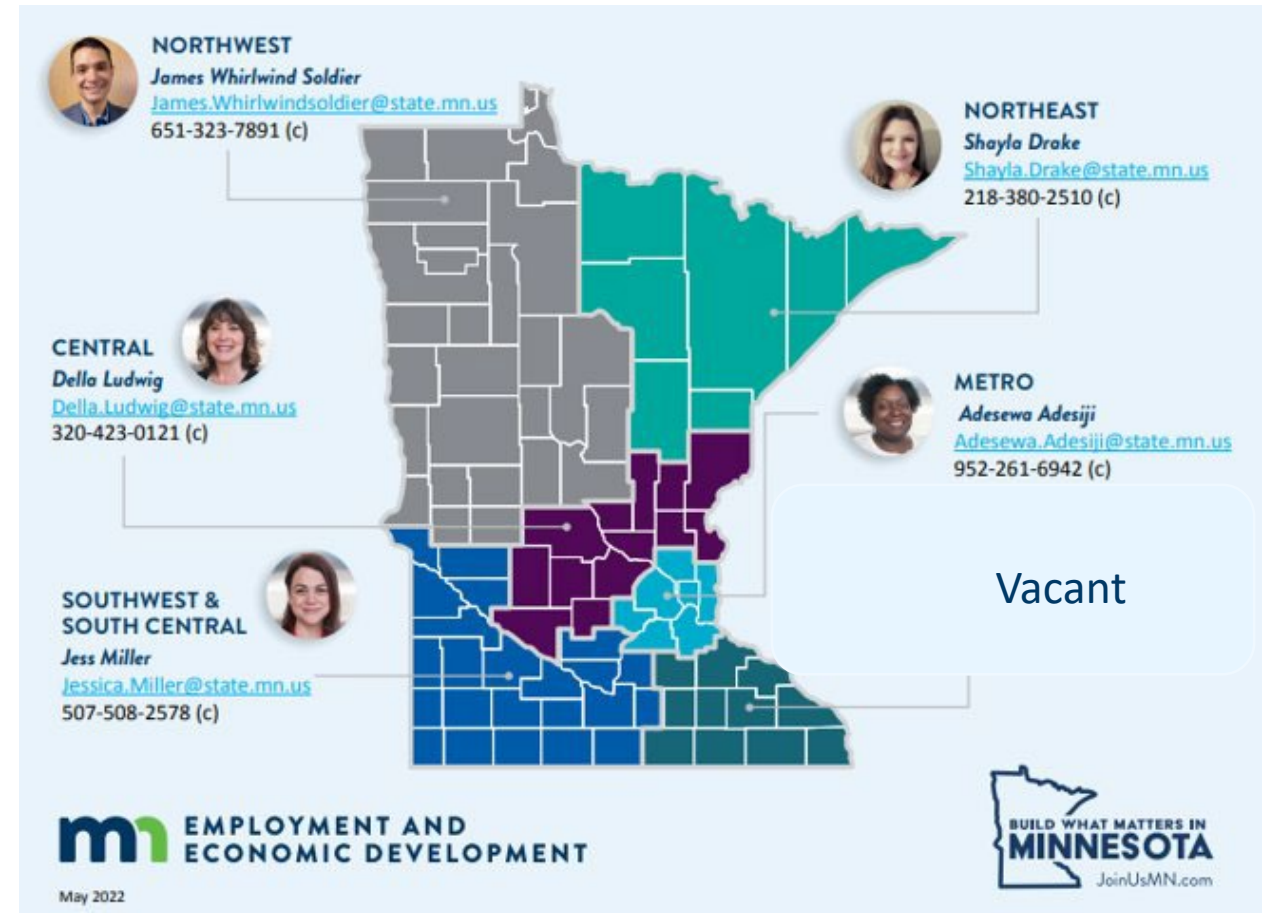 NORTHWEST
James Whirlwind Soldier
James.Whirlwindsoldier@state.mn.us
651-323-7891 (c)
NORTHEAST
Shayla Drake
Shayla.Drake@state.mn.us
218-380-2510 (c)
CENTRAL
Della Ludwig
Della.Ludwig@state.mn.us
320-423-0121 (c)
METRO
Adesewa Adesiji
Adesewa.Adesiji@state.mn.us
952-261-6942 (c)
Vacant
SOUTHWEST &
SOUTH CENTRAL
Jess Miller
Jessica.Miller@state.mn.us
507-508-2578 (c)
mn EMPLOYMENT AND
ECONOMIC DEVELOPMENT
May 2022
BUILD WHAT MATTERS IN
MINNESOTA
JoinUsMN.com